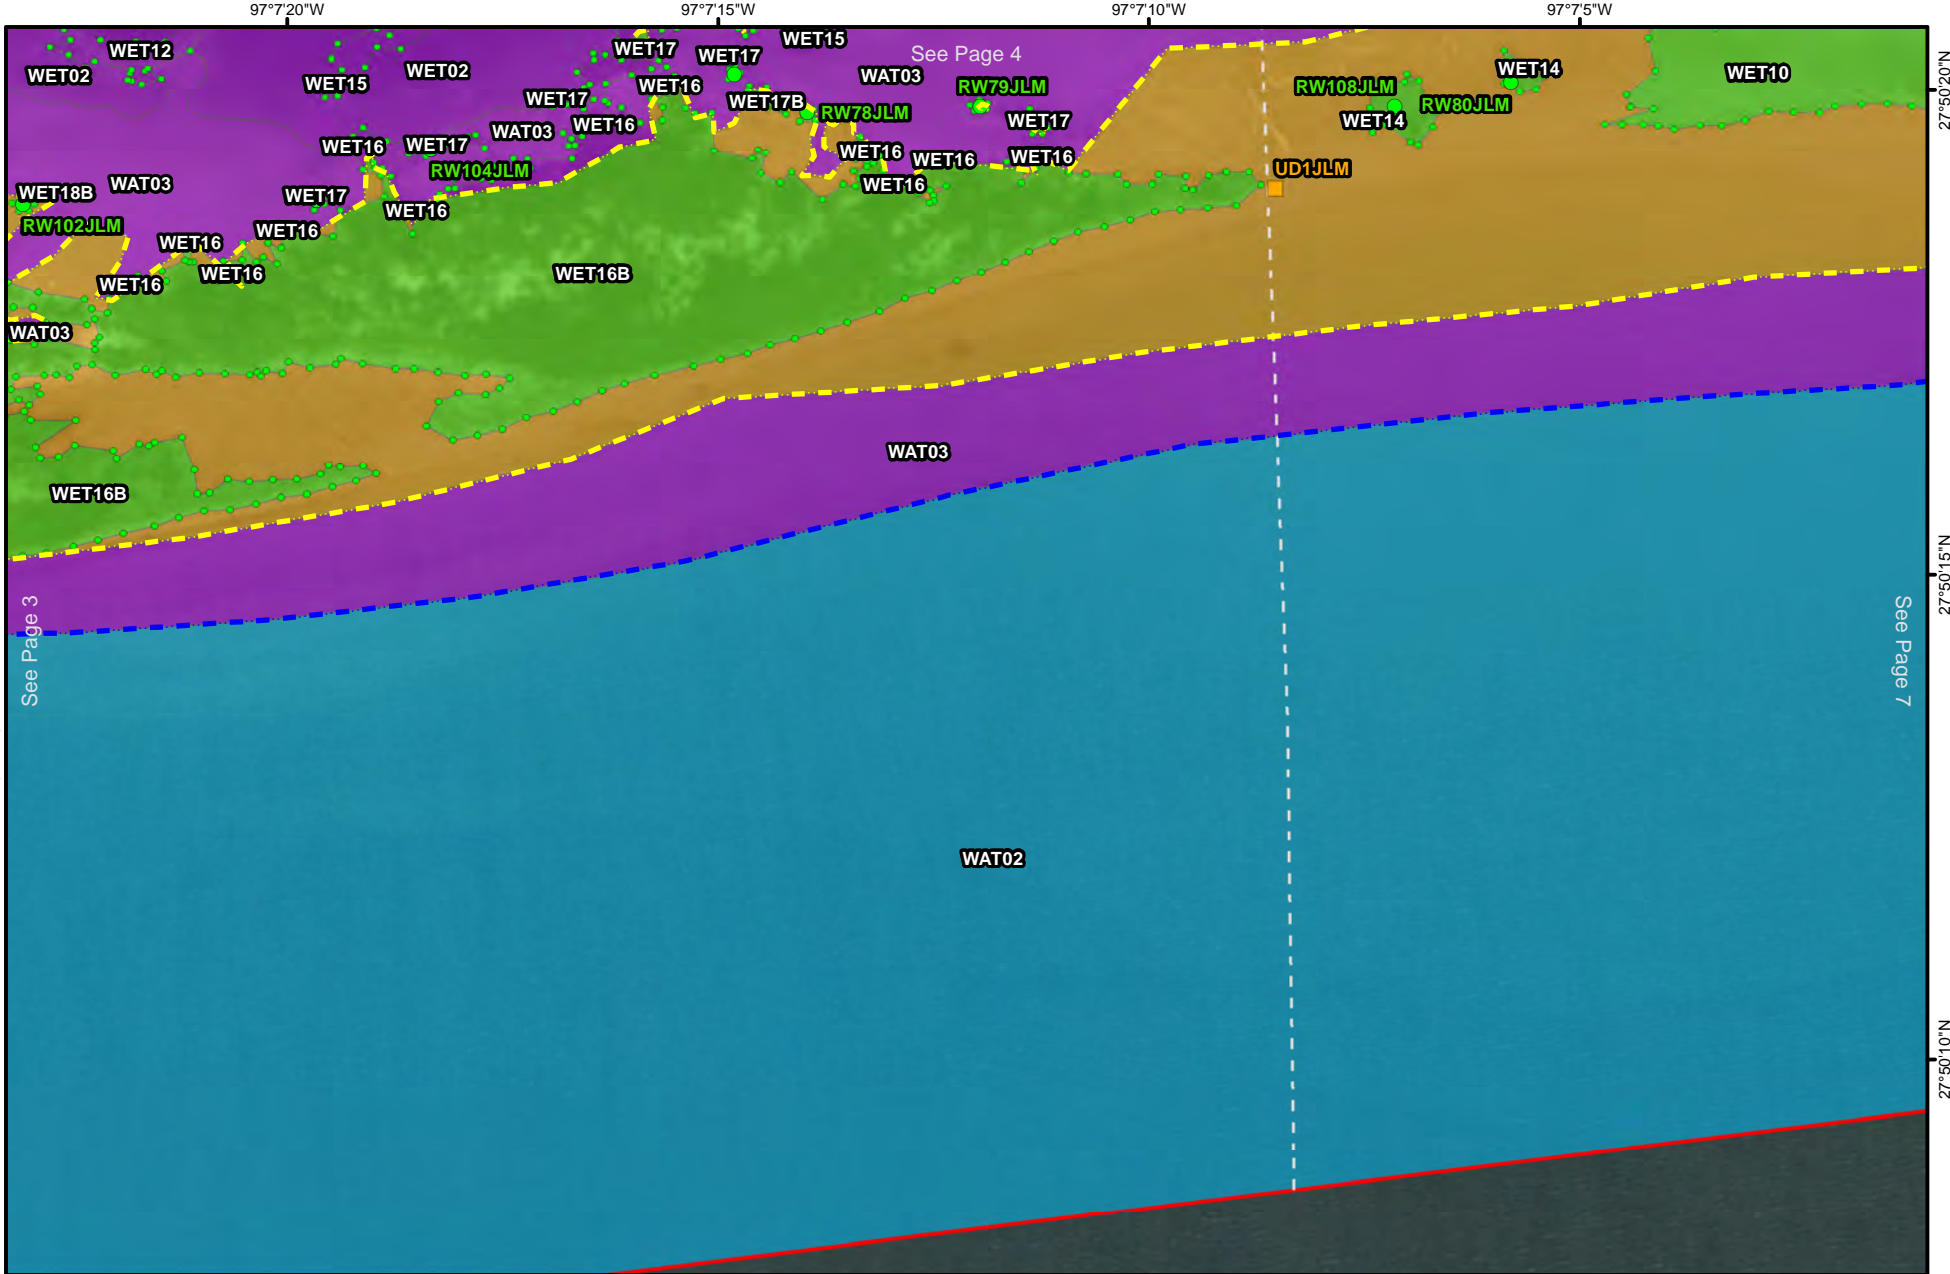 97°7'20"W
97°7'15"W
97°7'10"W
97°7'5"W
WET15
WET12
WET17
WET17
See Page 4
WET02
WET15
WET02
WAT03
WET14
WET10
27°50'20"N
WET17
WET16
WET17B
RW79JLM
RW108JLM
RW80JLM
RW78JLM
WET17
WET14
WAT03
WET16
WET16
WET17
WET16
WET16
WET16
RW104JLM
WET16
UD1JLM
WET18B
WAT03
WET17
RW102JLM
WET16
WET16
WET16
WET16
WET16
WET16B
WAT03
WAT03
WET16B
27°50'15"N
See Page 3
See Page 7
WAT02
27°50'10"N